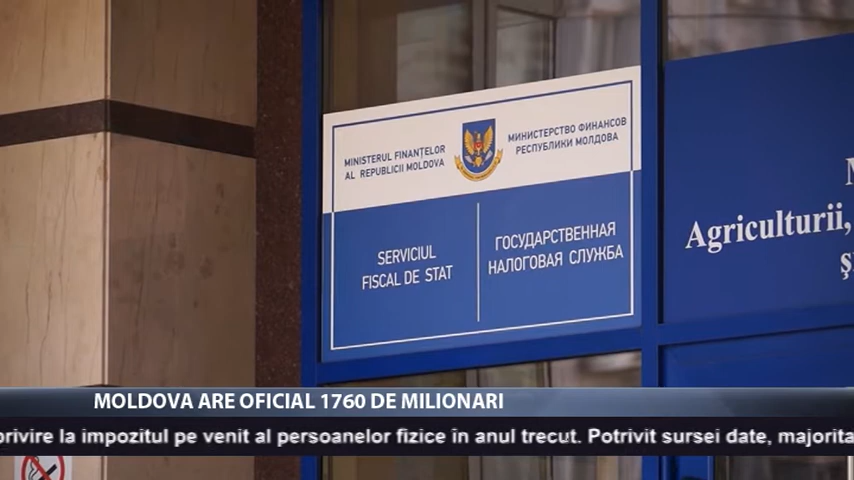 MINISTERUL FINANȚELOR
AL REPUBLICII MOLDOVA
МИНИСТЕРСТВО ФИНАНСОВ
РЕСПУБЛИКИ МОЛДОВА
SERVICIUL
FISCAL DE STAT
ГОСУДАРСТВЕННАЯ
НАЛОГОВАЯ СЛУЖБА
M
Agriculturii,
ş
MOLDOVA ARE OFICIAL 1760 DE MILIONARI
privire la impozitul pe venit al persoanelor fizice în anul trecut. Potrivit sursei date, majorita